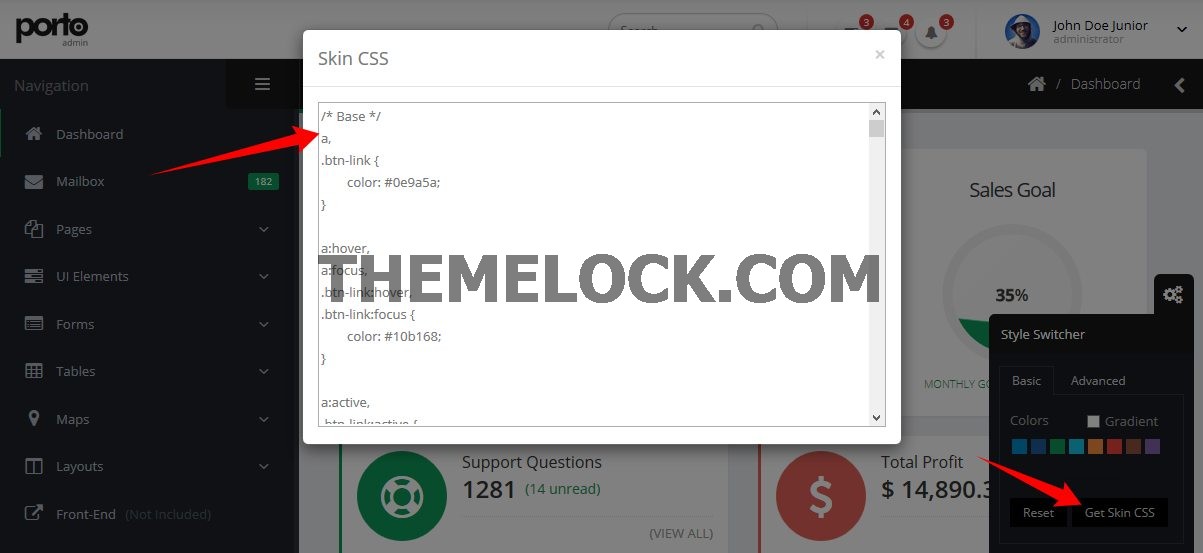 porto
admin
Search...
3
4
3
John Doe Junior
administrator
Navigation
/ Dashboard
Dashboard
Mailbox
182
Pages
UI Elements
Forms
Tables
Maps
Layouts
Front-End (Not Included)
Skin CSS
×
/* Base */
a,
.btn-link {
color: #0e9a5a;
}
a:hover,
a:focus,
.btn-link:hover,
.btn-link:focus {
color: #10b168;
}
a:active,
.btn-link:active {
THEMELOCK.COM
Sales Goal
35%
MONTHLY
Support Questions
1281 (14 unread)
(VIEW ALL)
Total Profit
$ 14,890.3
Style Switcher
Basic
Advanced
Colors
Gradient
Reset
Get Skin CSS